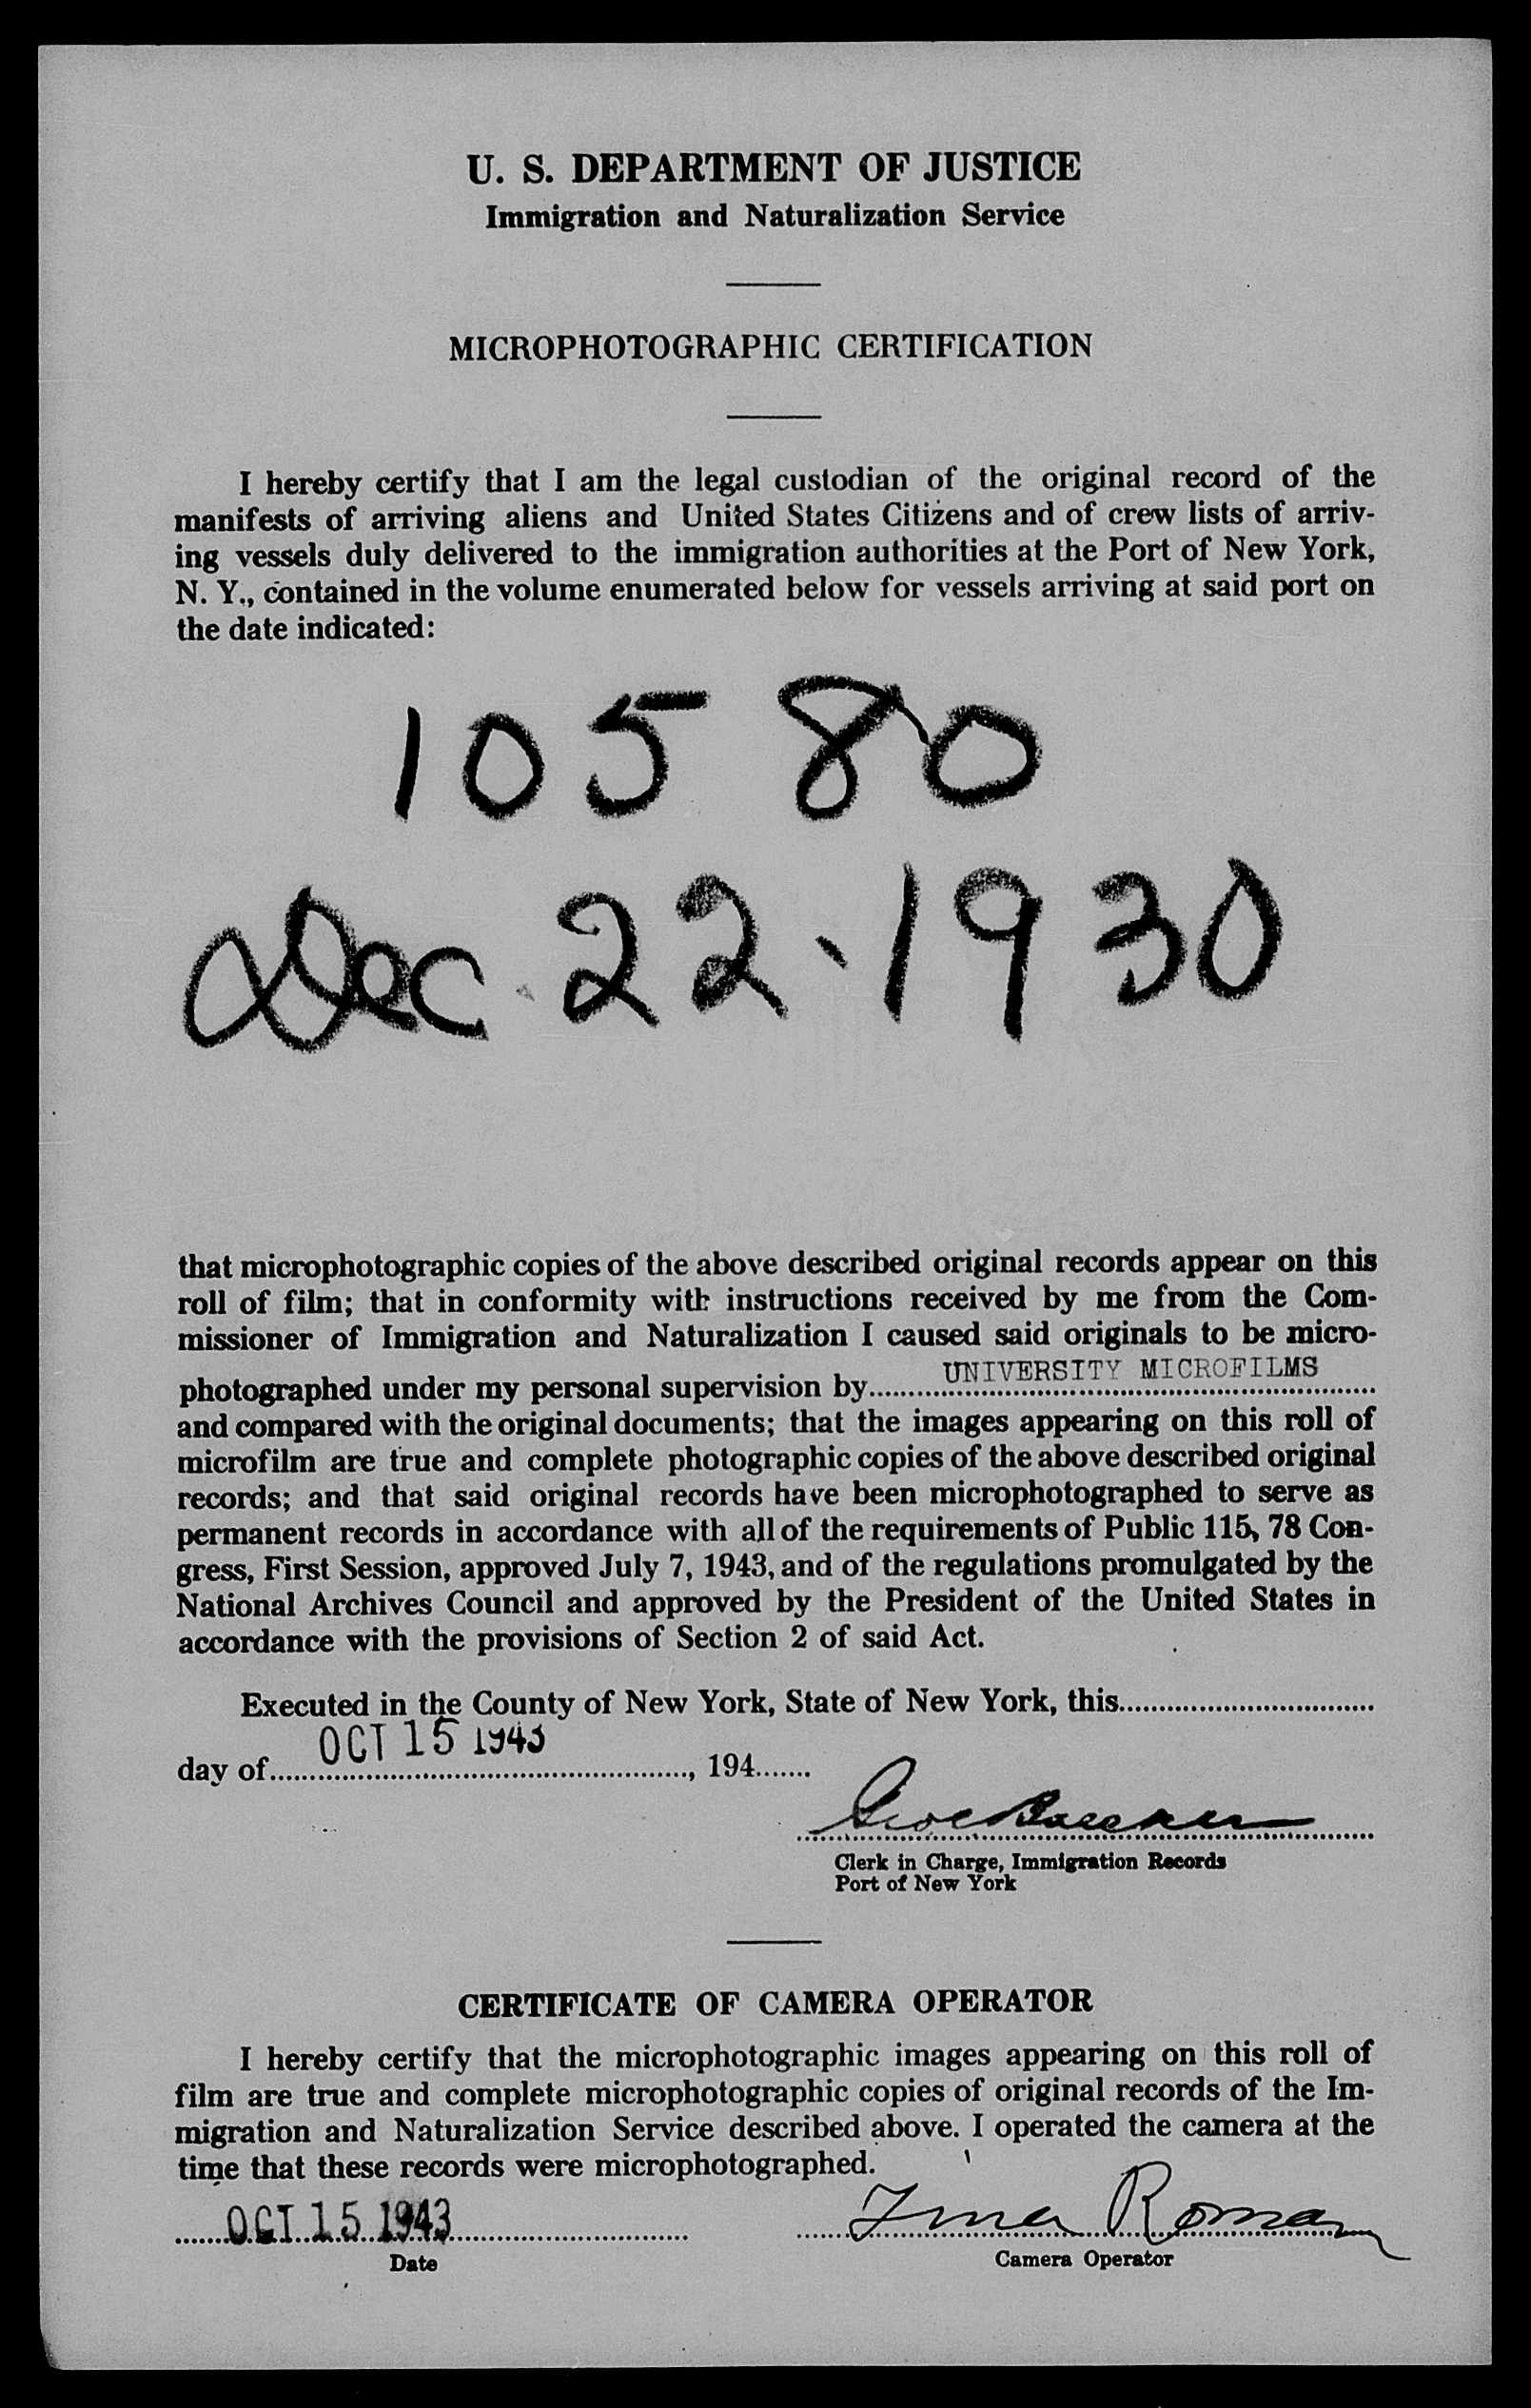 U. S. DEPARTMENT OF JUSTICE
Immigration and Naturalization Service
MICROPHOTOGRAPHIC CERTIFICATION
I hereby certify that I am the legal custodian of the original record of the
manifests of arriving aliens and United States Citizens and of crew lists of arriv-
ing vessels duly delivered to the immigration authorities at the Port of New York,
N. Y., contained in the volume enumerated below for vessels arriving at said port on
the date indicated:
10580
Dec 22, 1930
that microphotographic copies of the above described original records appear on this
roll of film; that in conformity with instructions received by me from the Com-
missioner of Immigration and Naturalization I caused said originals to be micro-
photographed under my personal supervision by UNIVERSITY MICROFILMS
and compared with the original documents; that the images appearing on this roll of
microfilm are true and complete photographic copies of the above described original
records; and that said original records have been microphotographed to serve as
permanent records in accordance with all of the requirements of Public 115, 78 Con-
gress, First Session, approved July 7, 1943, and of the regulations promulgated by the
National Archives Council and approved by the President of the United States in
accordance with the provisions of Section 2 of said Act.
Executed in the County of New York, State of New York, this
day of OCT 15 1943, 194
Clerk in Charge, Immigration Records
Port of New York
CERTIFICATE OF CAMERA OPERATOR
I hereby certify that the microphotographic images appearing on this roll of
film are true and complete microphotographic copies of original records of the Im-
migration and Naturalization Service described above. I operated the camera at the
time that these records were microphotographed.
OCT 15 1943 Irma Roman
Date Camera Operator